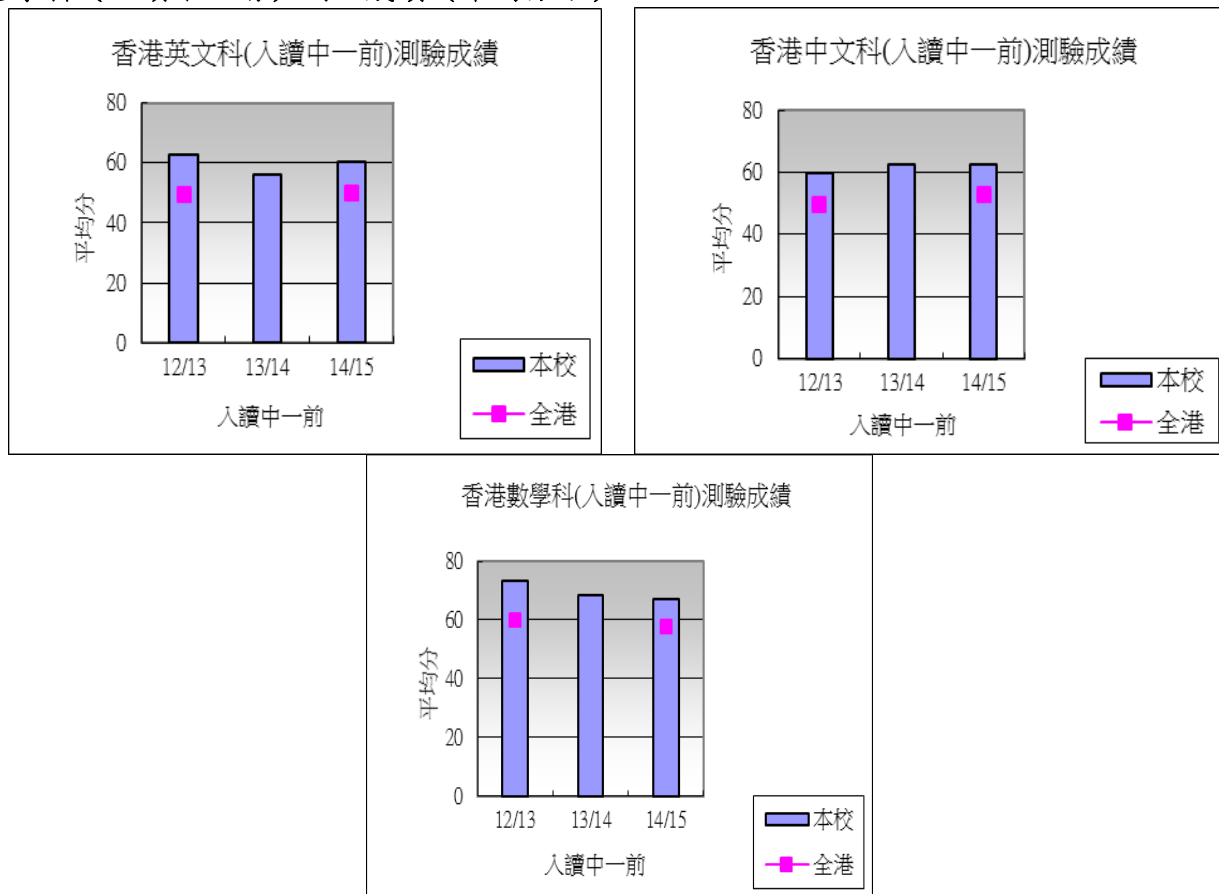 香港英文科(入讀中一前)測驗成績
80
60
40
20
0
平均分
12/13 13/14 14/15
入讀中一前
本校
全港
香港中文科(入讀中一前)測驗成績
80
60
40
20
0
平均分
12/13 13/14 14/15
入讀中一前
本校
全港
香港數學科(入讀中一前)測驗成績
80
60
40
20
0
平均分
12/13 13/14 14/15
入讀中一前
本校
全港